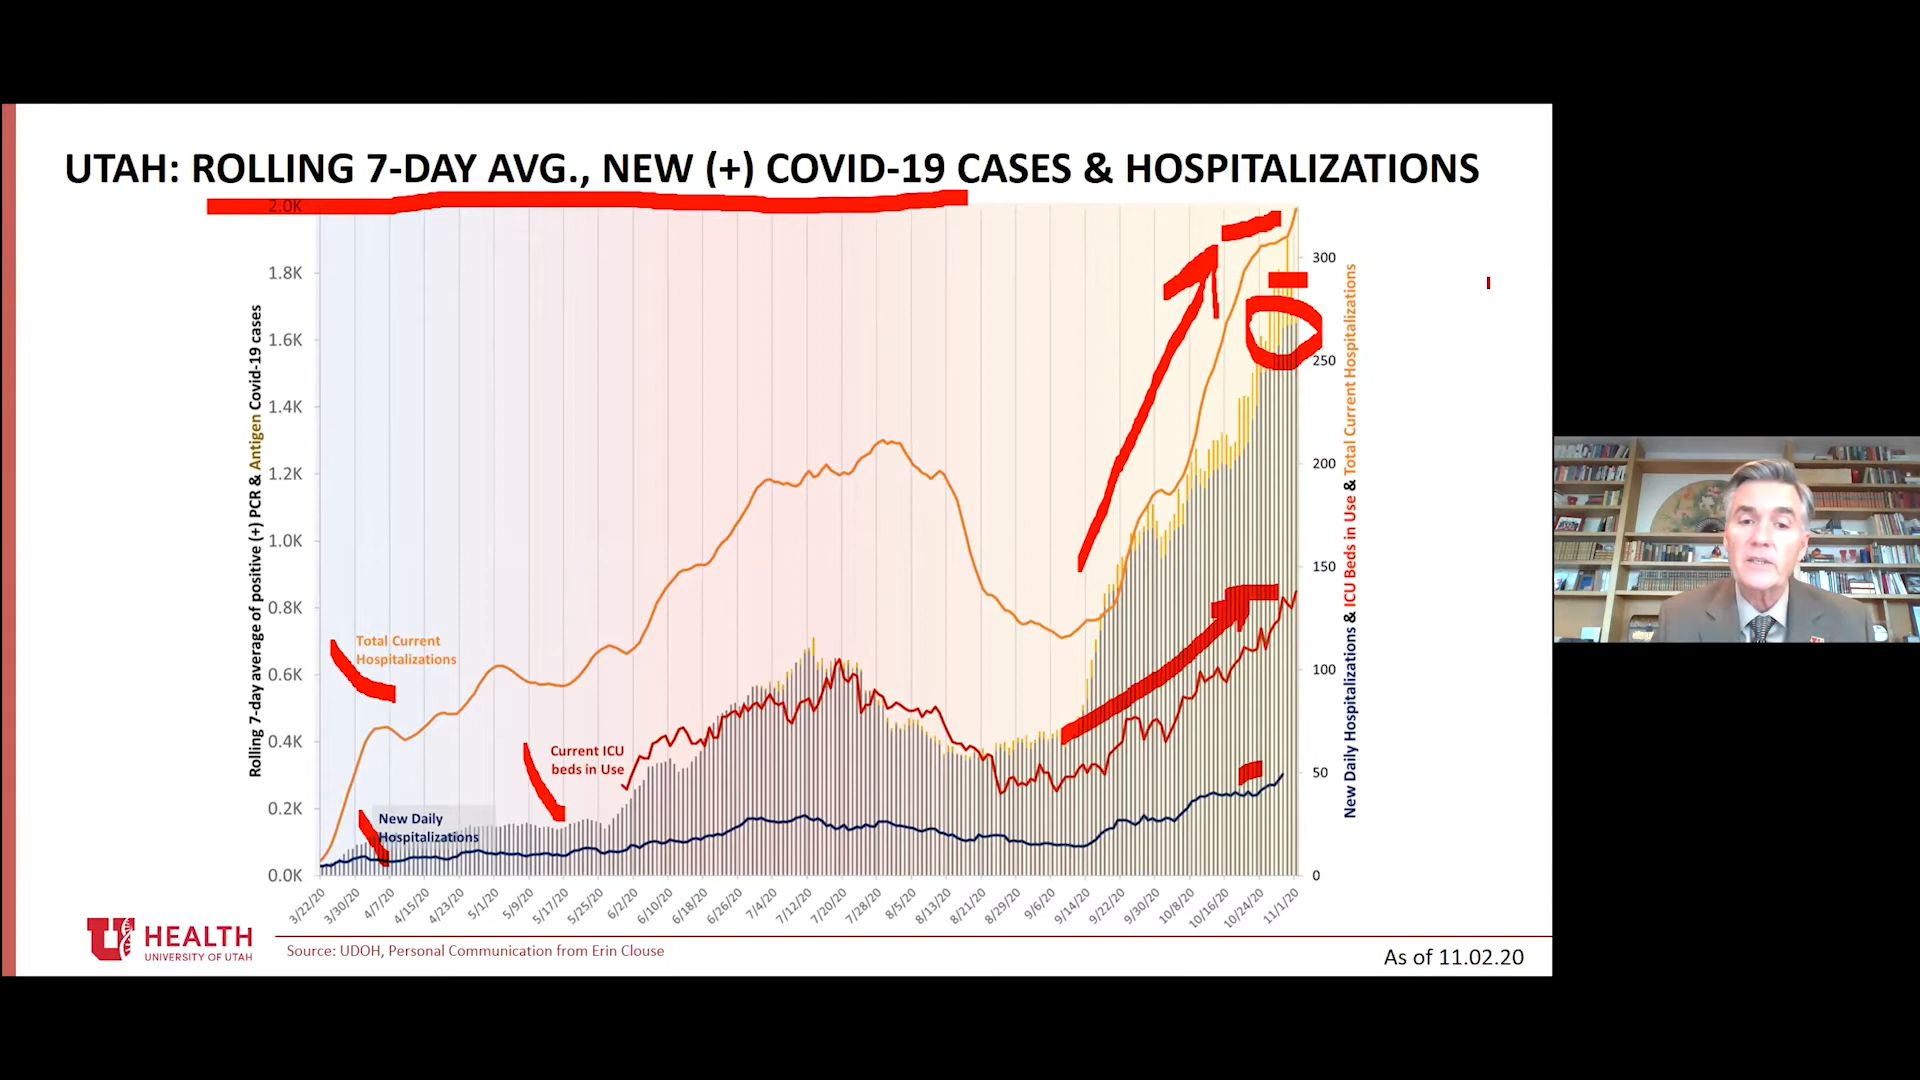 UTAH: ROLLING 7-DAY AVG., NEW (+) COVID-19 CASES & HOSPITALIZATIONS
2.0K
1.8K
1.6K
1.4K
1.2K
1.0K
0.8K
0.6K
0.4K
0.2K
0.0K
Rolling 7-day average of positive (+) PCR & Antigen Covid-19 cases
Total Current
Hospitalizations
Current ICU
beds in Use
New Daily
Hospitalizations
300
250
200
150
100
50
0
New Daily Hospitalizations & ICU Beds in Use & Total Current Hospitalizations
3/22/20
3/30/20
4/7/20
4/15/20
4/23/20
5/1/20
5/9/20
5/17/20
5/25/20
6/2/20
6/10/20
6/18/20
6/26/20
7/4/20
7/12/20
7/20/20
7/28/20
8/5/20
8/13/20
8/21/20
8/29/20
9/6/20
9/14/20
9/22/20
9/30/20
10/8/20
10/16/20
10/24/20
11/1/20
U HEALTH
UNIVERSITY OF UTAH
Source: UDOH, Personal Communication from Erin Clouse
As of 11.02.20